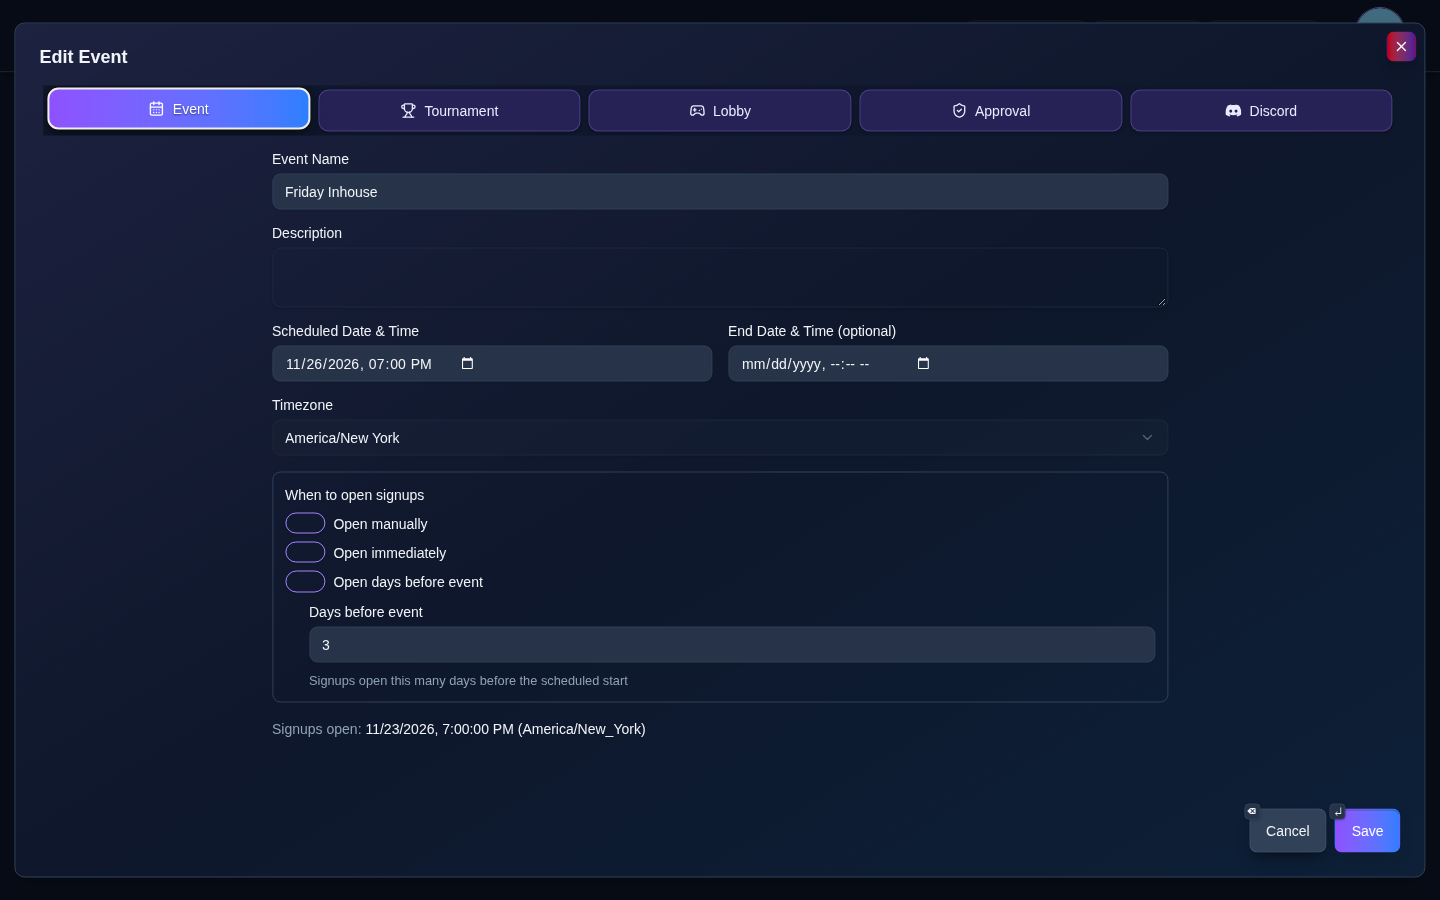 Edit Event
Event
Tournament
Lobby
Approval
Discord
Event Name
Friday Inhouse
Description
Scheduled Date & Time
End Date & Time (optional)
11/26/2026, 07:00 PM
mm/dd/yyyy, --:-- --
Timezone
America/New York
When to open signups
Open manually
Open immediately
Open days before event
Days before event
3
Signups open this many days before the scheduled start
Signups open: 11/23/2026, 7:00:00 PM (America/New_York)
Cancel
Save